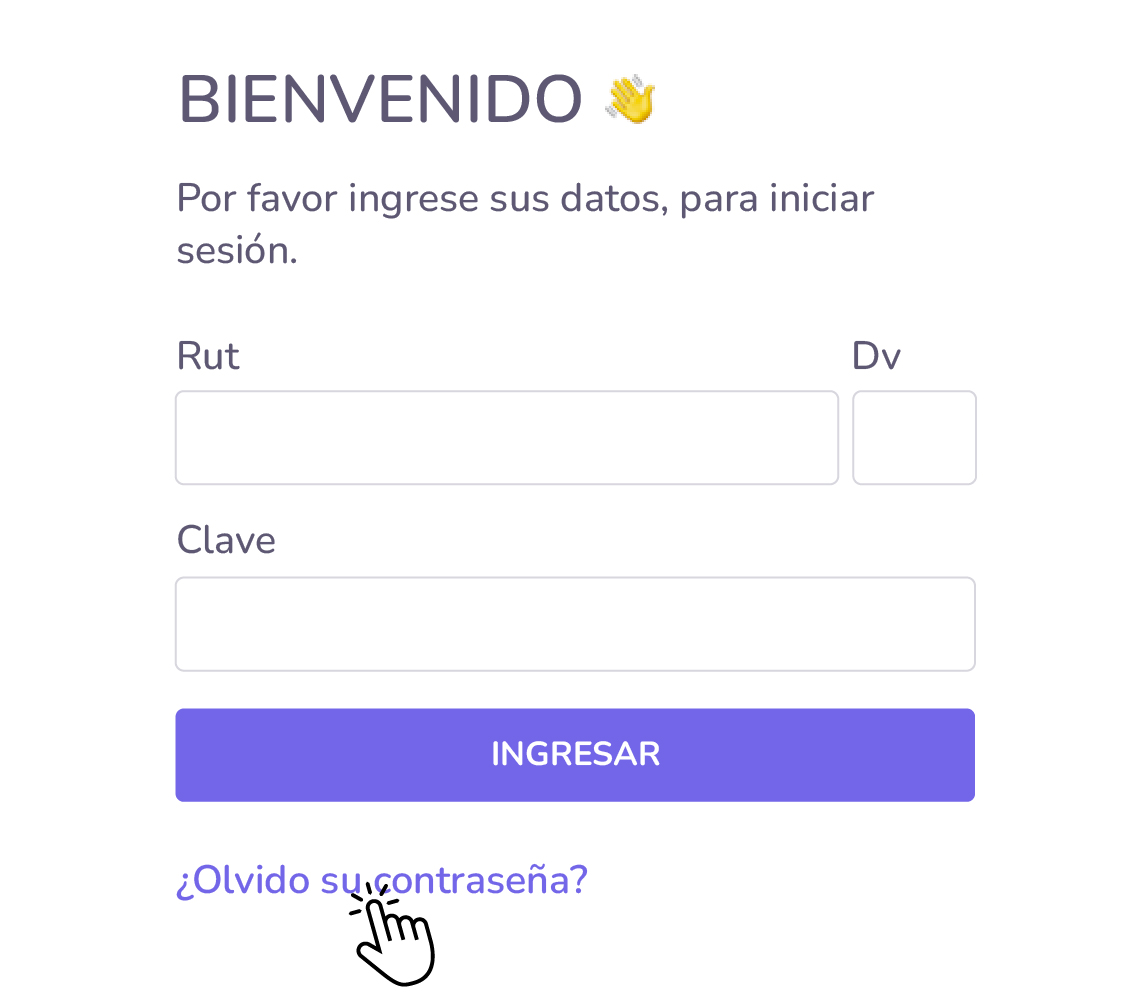 BIENVENIDO 👋
Por favor ingrese sus datos, para iniciar
sesión.
Rut Dv
Clave
INGRESAR
¿Olvido su contraseña?